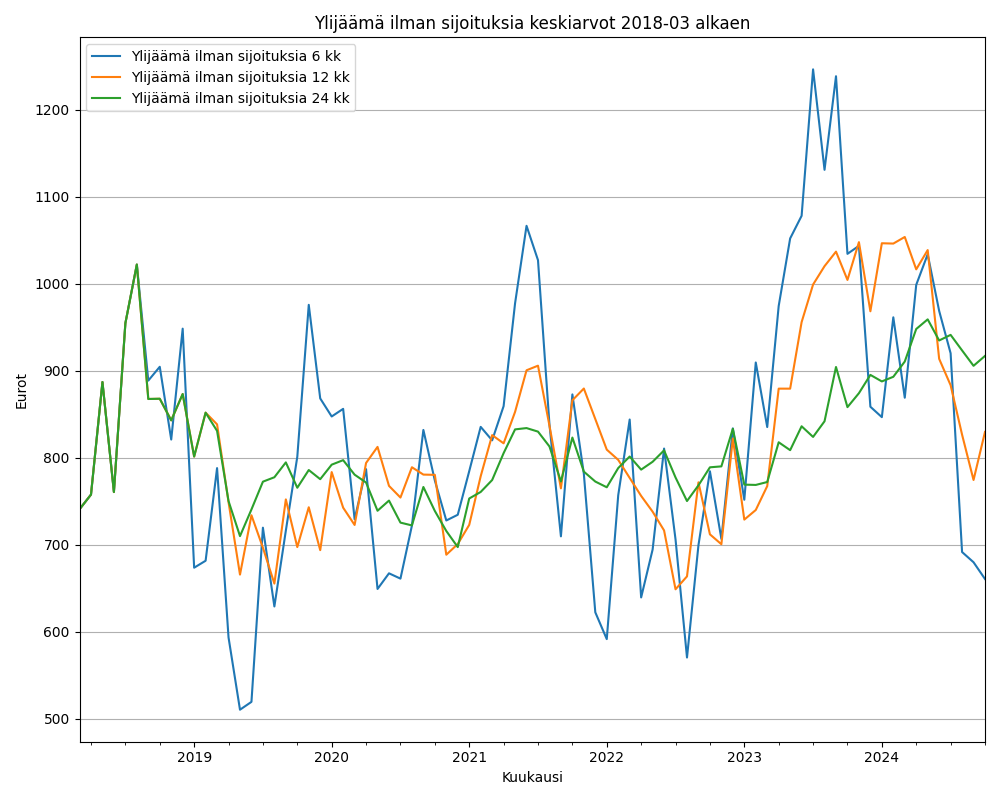 Ylijäämä ilman sijoituksia keskiarvot 2018-03 alkaen
Ylijäämä ilman sijoituksia 6 kk
Ylijäämä ilman sijoituksia 12 kk
Ylijäämä ilman sijoituksia 24 kk
Eurot
1200
1100
1000
900
800
700
600
500
2019
2020
2021
2022
2023
2024
Kuukausi